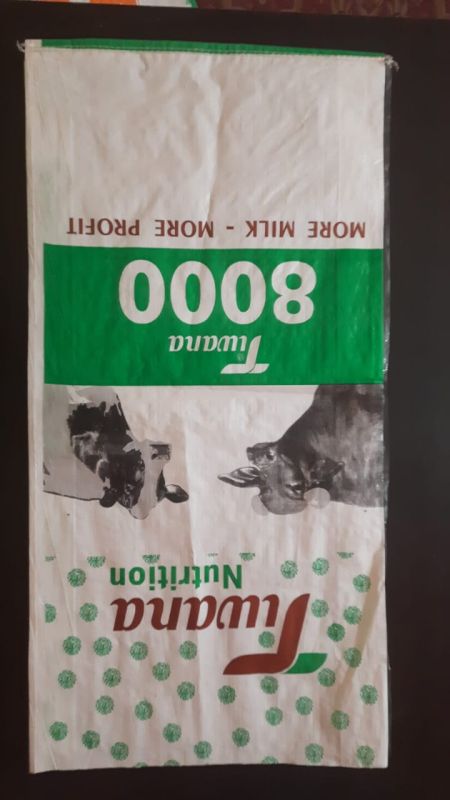 Tiwana
Nutrition
Tiwana
8000
MORE MILK - MORE PROFIT